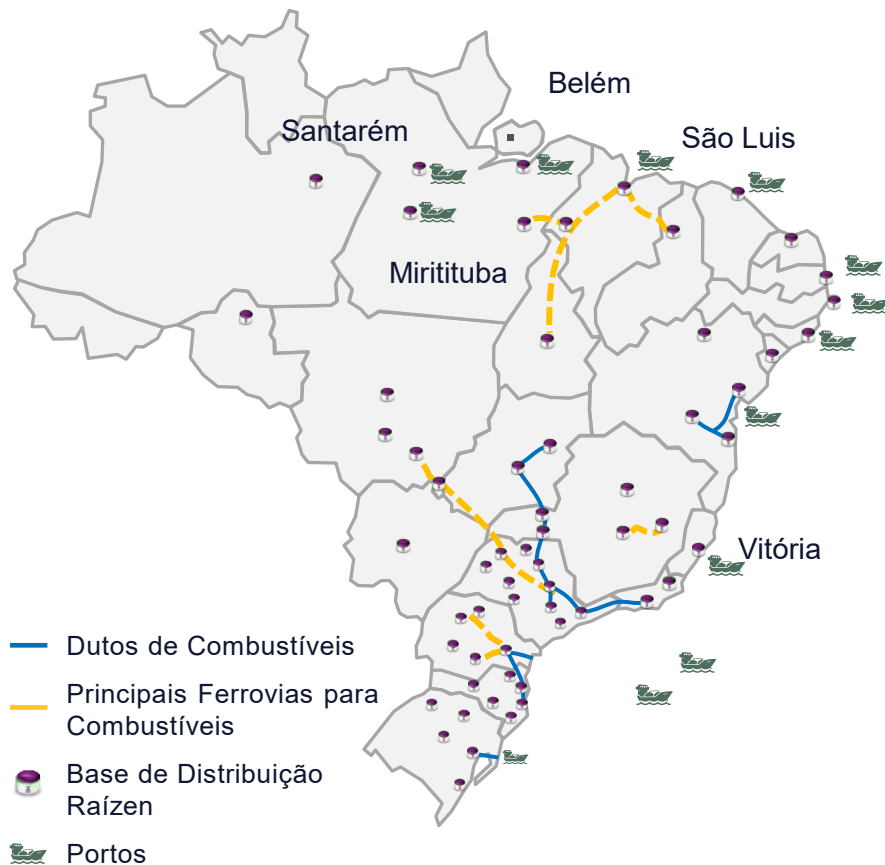 Belém
Santarém
São Luis
Miritituba
Vitória
Dutos de Combustíveis
Principais Ferrovias para
Combustíveis
Base de Distribuição
Raízen
Portos